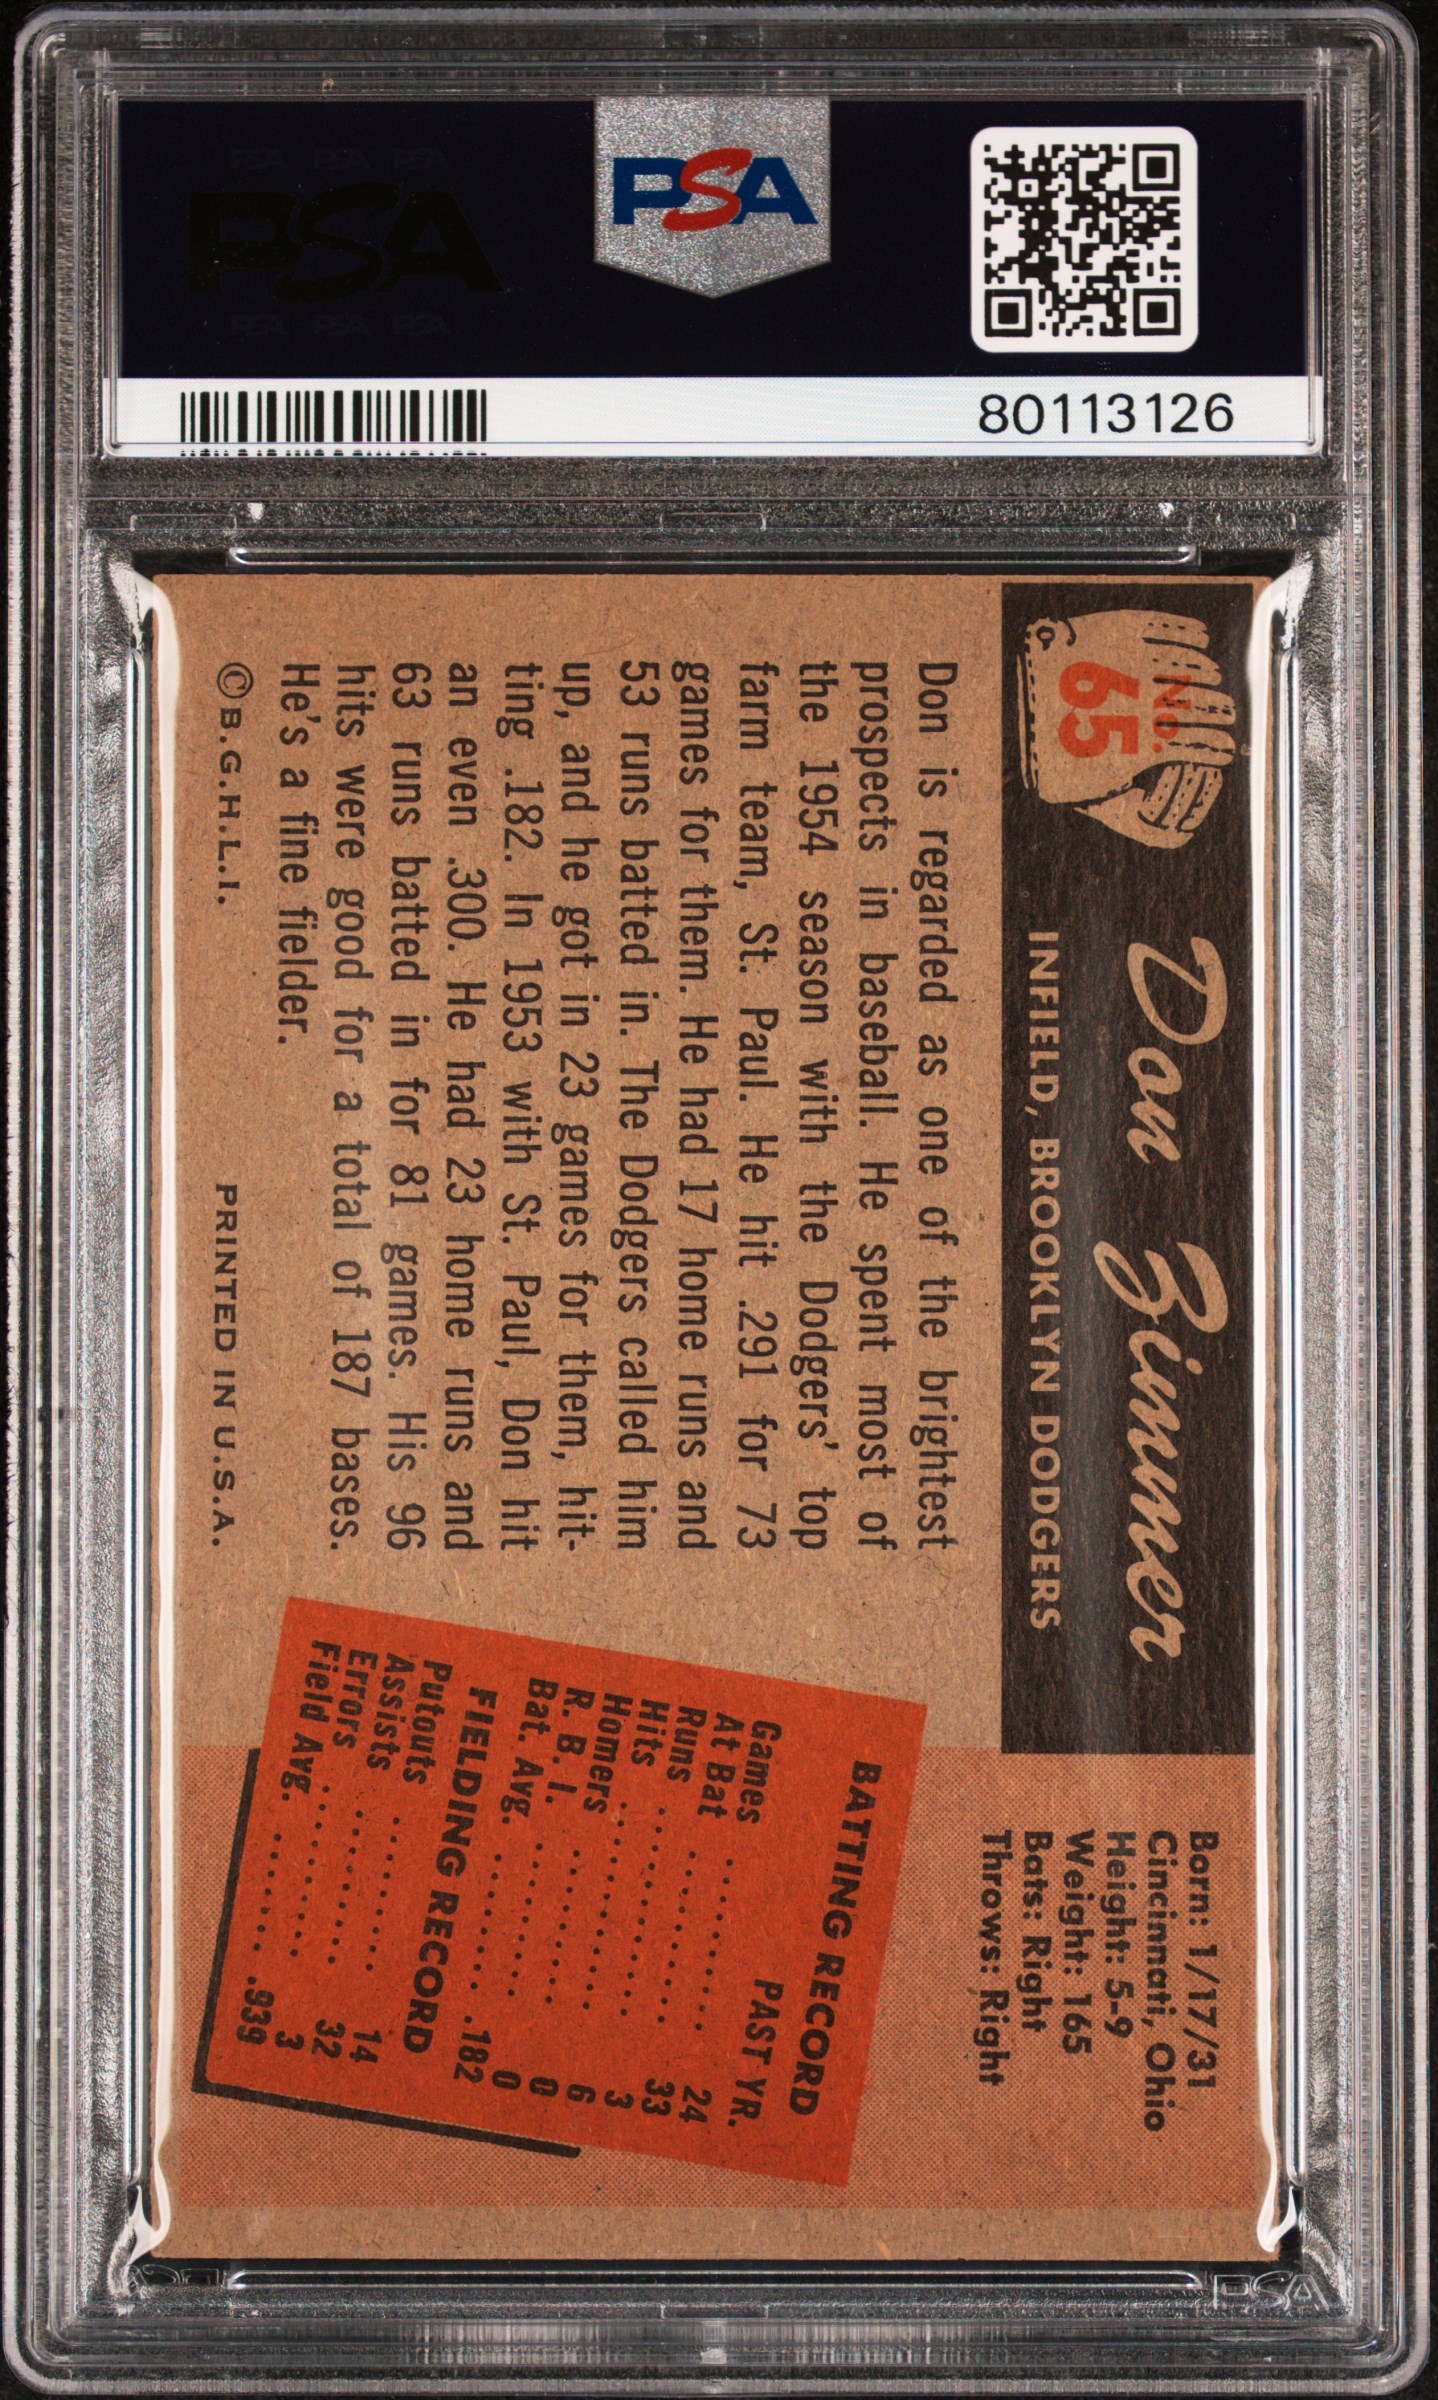 PSA
PSA PSA PSA
PSA
PSA PSA PSA
80113126
No.
65
Don Zimmer
INFIELD, BROOKLYN DODGERS
Born: 1/17/31
Cincinnati, Ohio
Height: 5-9
Weight: 165
Bats: Right
Throws: Right
Don is regarded as one of the brightest
prospects in baseball. He spent most of
the 1954 season with the Dodgers' top
farm team, St. Paul. He hit .291 for 73
games for them. He had 17 home runs and
53 runs batted in. The Dodgers called him
up, and he got in 23 games for them, hit-
ting .182. In 1953 with St. Paul, Don hit
an even .300. He had 23 home runs and
63 runs batted in for 81 games. His 96
hits were good for a total of 187 bases.
He's a fine fielder.
©B.G.H.L.I.
PRINTED IN U.S.A.
BATTING RECORD
PAST YR.
Games . . . . . . . . 24
At Bat . . . . . . . . 33
Runs . . . . . . . . . 3
Hits . . . . . . . . . . 6
Homers . . . . . . . . 0
R. B. I. . . . . . . . . 0
Bat. Avg. . . . . . . .182
FIELDING RECORD
Putouts . . . . . . . . 14
Assists . . . . . . . . 32
Errors . . . . . . . . . 3
Field Avg. . . . . . . .939
PSA